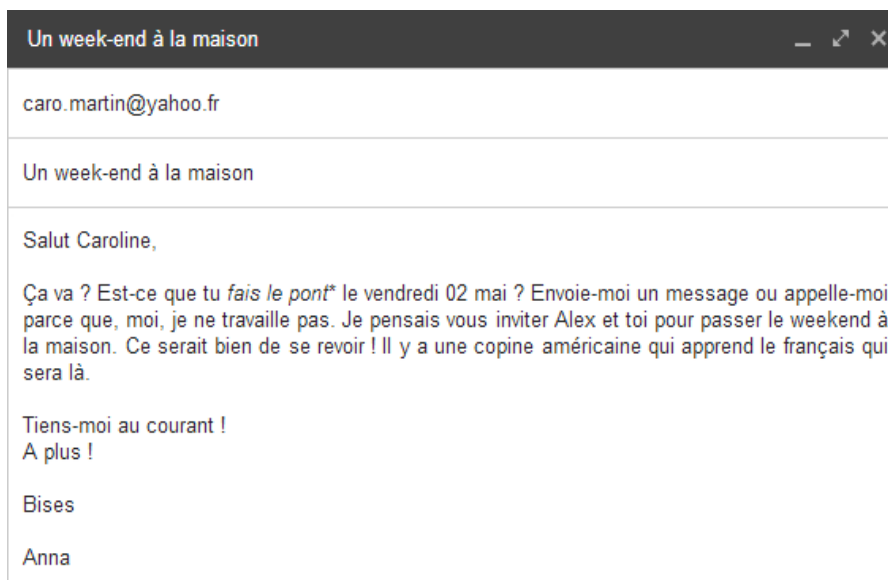 Un week-end à la maison
caro.martin@yahoo.fr
Un week-end à la maison
Salut Caroline,
Ça va ? Est-ce que tu fais le pont* le vendredi 02 mai ? Envoie-moi un message ou appelle-moi
parce que, moi, je ne travaille pas. Je pensais vous inviter Alex et toi pour passer le weekend à
la maison. Ce serait bien de se revoir ! Il y a une copine américaine qui apprend le français qui
sera là.
Tiens-moi au courant !
A plus !
Bises
Anna